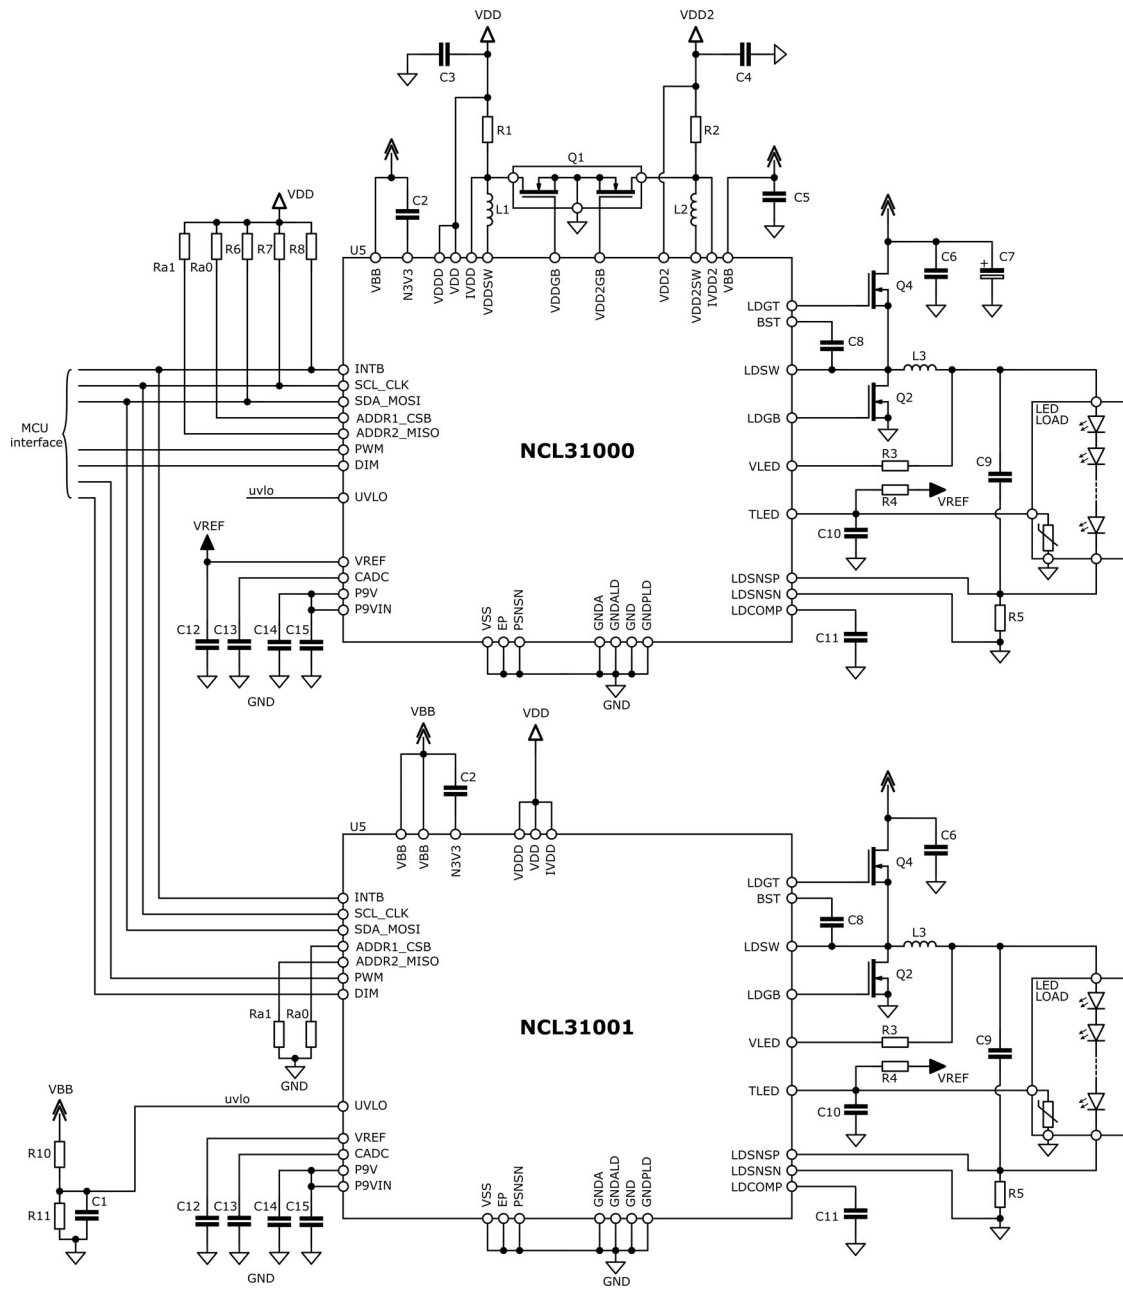 VDD
VDD2
C3
C4
R1
R2
Q1
C2
L1
L2
C5
VDD
Ra1
Ra0
R6
R7
R8
U5
VBB
N3V3
VDDD
VDD
IVDD
VDDSW
VDDGB
VDD2GB
VDD2
VDD2SW
IVDD2
VBB
C6
+
C7
LDGT
Q4
BST
C8
MCU
interface
INTB
SCL_CLK
SDA_MOSI
ADDR1_CSB
ADDR2_MISO
PWM
DIM
uvlo
UVLO
NCL31000
LDSW
L3
Q2
LDGB
LED
LOAD
VLED
R3
C9
R4
VREF
TLED
C10
VREF
VREF
CADC
P9V
P9VIN
C12
C13
C14
C15
GND
VSS
EP
PSNSN
GNDA
GNDALD
GND
GNDPLD
GND
LDSNSP
LDSNSN
LDCOMP
R5
C11
VBB
VDD
C2
U5
VBB
VBB
N3V3
VDDD
VDD
IVDD
C6
LDGT
Q4
BST
C8
INTB
SCL_CLK
SDA_MOSI
ADDR1_CSB
ADDR2_MISO
PWM
DIM
Ra1
Ra0
GND
NCL31001
LDSW
L3
Q2
LDGB
LED
LOAD
VLED
R3
C9
R4
VREF
TLED
C10
VBB
uvlo
UVLO
R10
R11
C1
VREF
CADC
P9V
P9VIN
C12
C13
C14
C15
GND
VSS
EP
PSNSN
GNDA
GNDALD
GND
GNDPLD
GND
LDSNSP
LDSNSN
LDCOMP
R5
C11